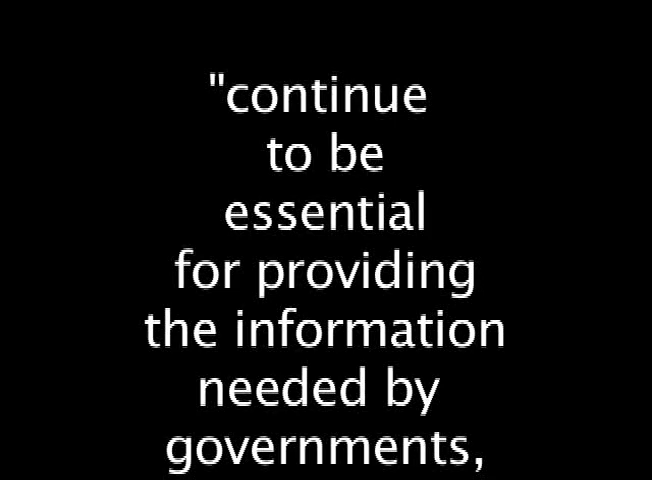 "continue
to be
essential
for providing
the information
needed by
governments,